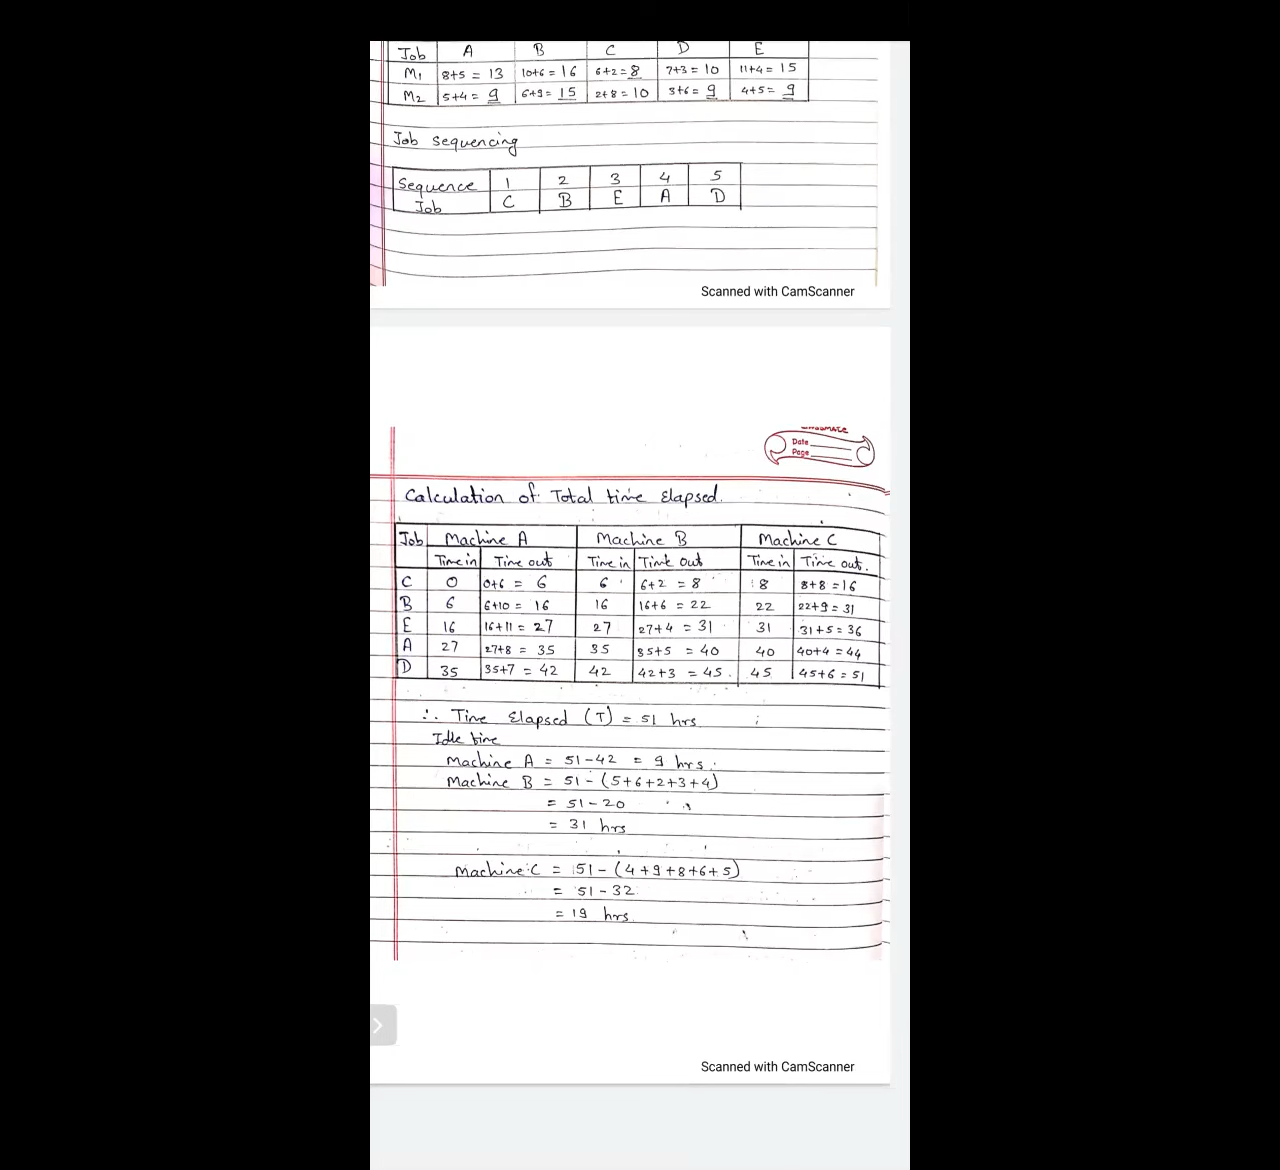 Job A B C D E
M1 8+5 = 13 10+6 = 16 6+2 = 8 7+3 = 10 11+4 = 15
M2 5+4 = 9 6+9 = 15 2+8 = 10 3+6 = 9 4+5 = 9
Job sequencing
Sequence 1 2 3 4 5
Job C B E A D
Scanned with CamScanner
Date
Page
Calculation of Total time Elapsed.
Job Machine A Machine B Machine C
Time in Time out Time in Time Out Time in Time out.
C 0 0+6 = 6 6 6+2 = 8 8 8+8 = 16
B 6 6+10 = 16 16 16+6 = 22 22 22+9 = 31
E 16 16+11 = 27 27 27+4 = 31 31 31+5 = 36
A 27 27+8 = 35 35 35+5 = 40 40 40+4 = 44
D 35 35+7 = 42 42 42+3 = 45 45 45+6 = 51
∴ Time Elapsed (T) = 51 hrs
Idle time
Machine A = 51-42 = 9 hrs.
Machine B = 51 - (5+6+2+3+4)
= 51-20
= 31 hrs
Machine C = 51 - (4+9+8+6+5)
= 51-32
= 19 hrs
Scanned with CamScanner